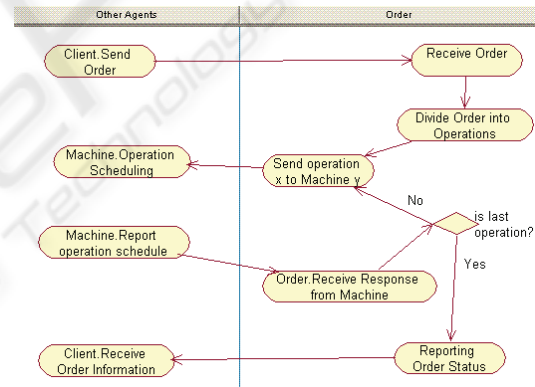 Other Agents
Order
Client.Send
Order
Receive Order
Divide Order into
Operations
Machine.Operation
Scheduling
Send operation
x to Machine y
No
is last
operation?
Machine.Report
operation schedule
Yes
Order.Receive Response
from Machine
Client.Receive
Order Information
Reporting
Order Status
Technology